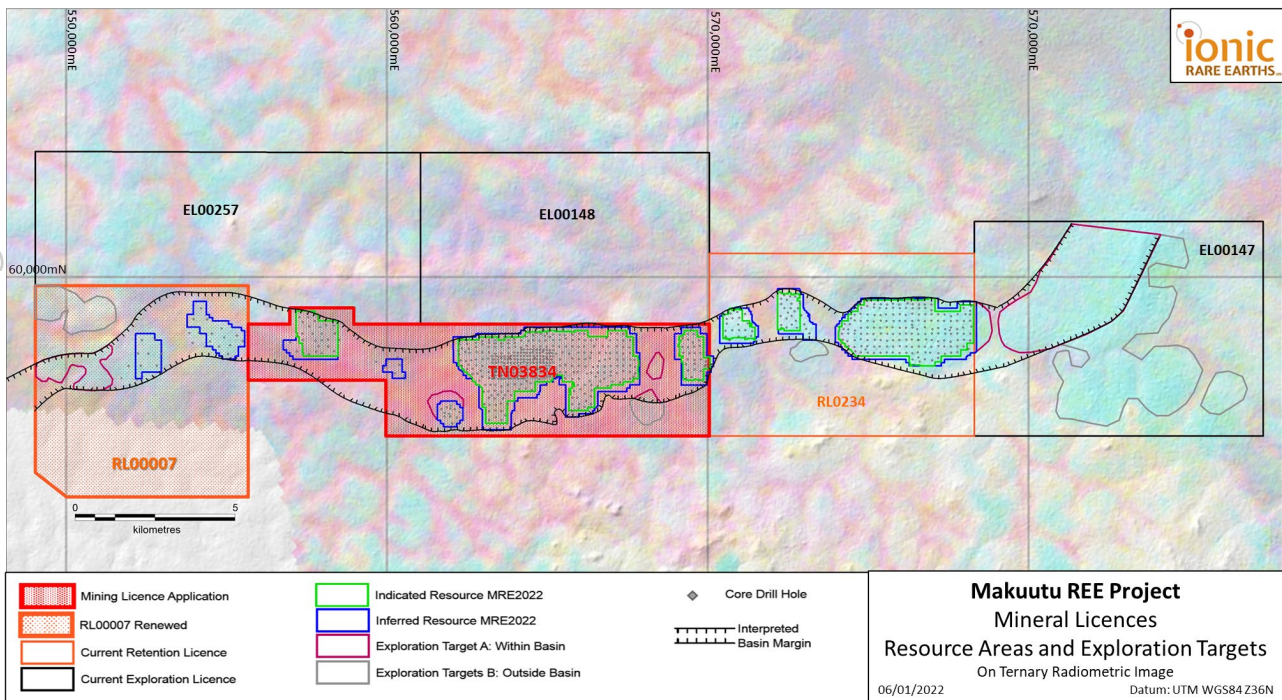 550,000mE
560,000mE
570,000mE
570,000mE
ionic
RARE EARTHS
EL00257
EL00148
EL00147
60,000mN
TN03834
RL0234
RL00007
0 5
kilometres
Mining Licence Application
RL00007 Renewed
Current Retention Licence
Current Exploration Licence
Indicated Resource MRE2022
Inferred Resource MRE2022
Exploration Target A: Within Basin
Exploration Targets B: Outside Basin
Core Drill Hole
Interpreted
Basin Margin
Makuutu REE Project
Mineral Licences
Resource Areas and Exploration Targets
On Ternary Radiometric Image
06/01/2022 Datum: UTM WGS84 Z36N